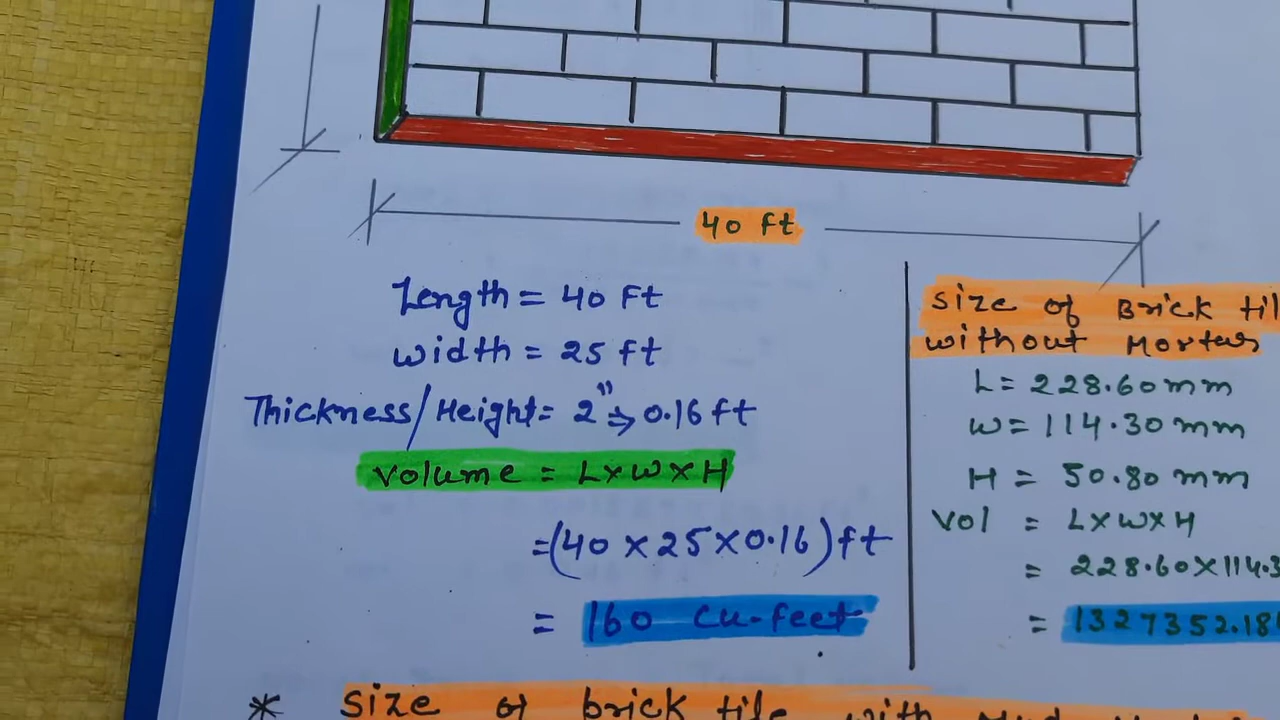 40 ft
Length = 40 Ft
width = 25 ft
Thickness/Height= 2" ⇒ 0.16 ft
Volume = L×W×H
=(40 × 25 × 0.16) ft
= 160 cu-feet
size of Brick til
without Mortar
L = 228.60 mm
W = 114.30 mm
H = 50.80 mm
Vol = L×W×H
= 228.60×114.3
= 1327352.18
* size of brick tile with